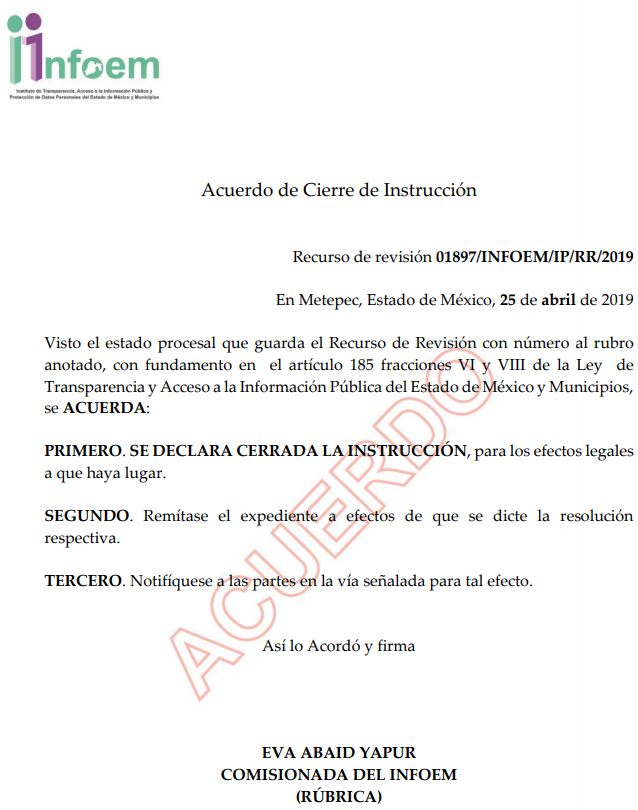 infoem
Instituto de Transparencia, Acceso a la Información Pública y
Protección de Datos Personales del Estado de México y Municipios
Acuerdo de Cierre de Instrucción
Recurso de revisión 01897/INFOEM/IP/RR/2019
En Metepec, Estado de México, 25 de abril de 2019
Visto el estado procesal que guarda el Recurso de Revisión con número al rubro
anotado, con fundamento en el artículo 185 fracciones VI y VIII de la Ley de
Transparencia y Acceso a la Información Pública del Estado de México y Municipios,
se ACUERDA:
PRIMERO. SE DECLARA CERRADA LA INSTRUCCIÓN, para los efectos legales
a que haya lugar.
SEGUNDO. Remítase el expediente a efectos de que se dicte la resolución
respectiva.
TERCERO. Notifíquese a las partes en la vía señalada para tal efecto.
Así lo Acordó y firma
EVA ABAID YAPUR
COMISIONADA DEL INFOEM
(RÚBRICA)
ACUERDO